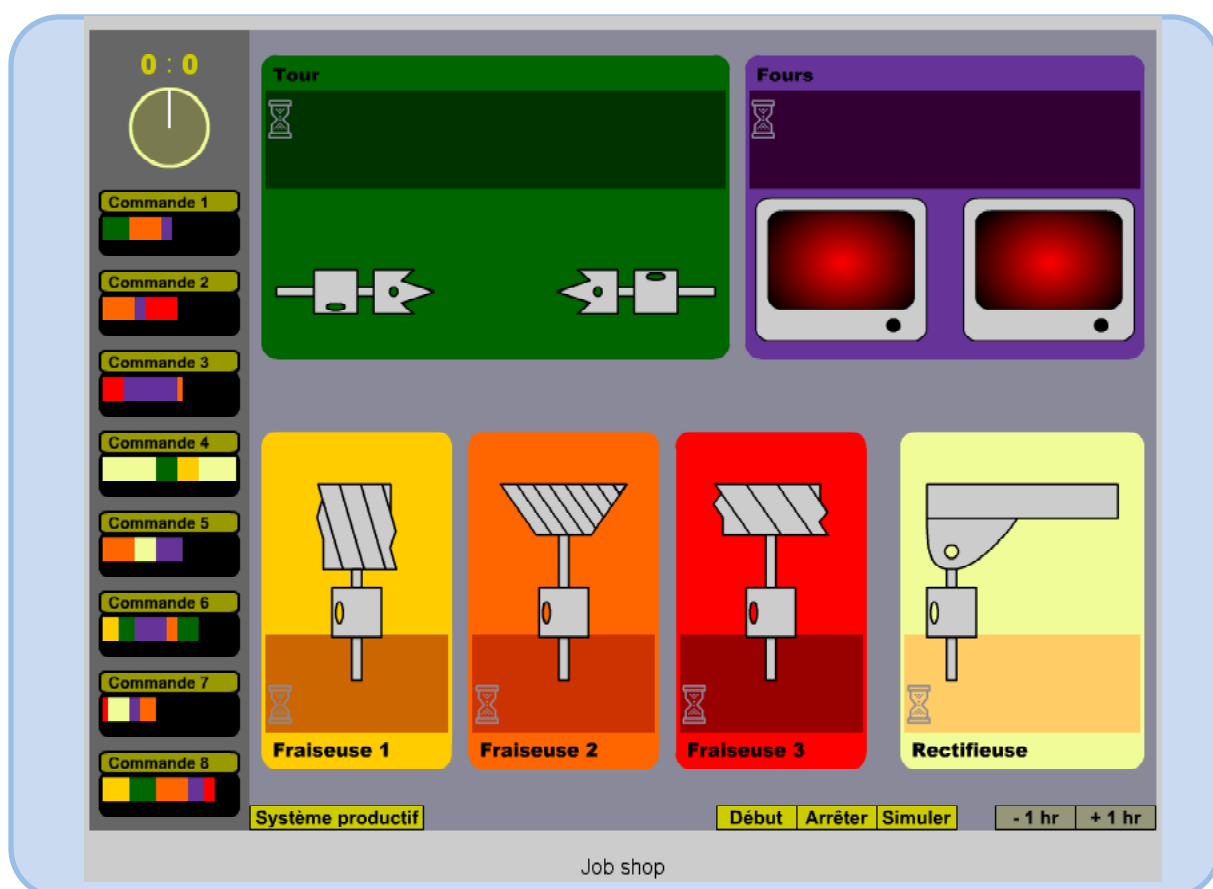 0 : 0
Tour
Fours
Commande 1
Commande 2
Commande 3
Commande 4
Commande 5
Commande 6
Commande 7
Commande 8
Fraiseuse 1
Fraiseuse 2
Fraiseuse 3
Rectifieuse
Système productif
Début
Arrêter
Simuler
- 1 hr
+ 1 hr
Job shop